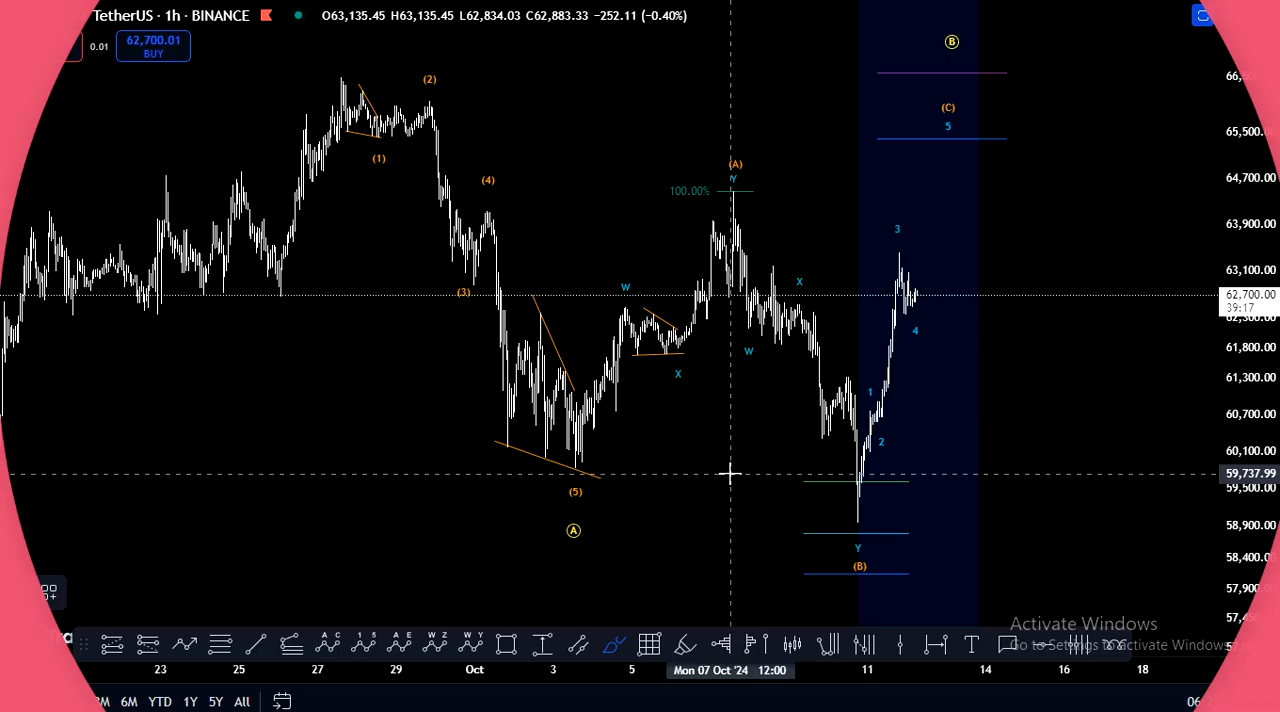 TetherUS · 1h · BINANCE O63,135.45 H63,135.45 L62,834.03 C62,883.33 −252.11 (−0.40%)
0.01
62,700.01
BUY
B
(C)
5
(2)
(1)
(4)
(3)
(5)
A
W
X
(A)
Y
100.00%
W
X
3
4
1
2
Y
(B)
65,500.
64,700.00
63,900.00
63,100.00
62,700.00
39:17
61,800.00
61,300.00
60,700.00
60,100.00
59,737.99
59,500.00
58,900.00
58,400.00
57,900.
Activate Windows
Go to Settings to Activate Windows.
A C
1 5
A E
W Z
W Y
T
23 25 27 29 Oct 3 5 Mon 07 Oct '24 12:00 11 14 16 18
6M YTD 1Y 5Y All